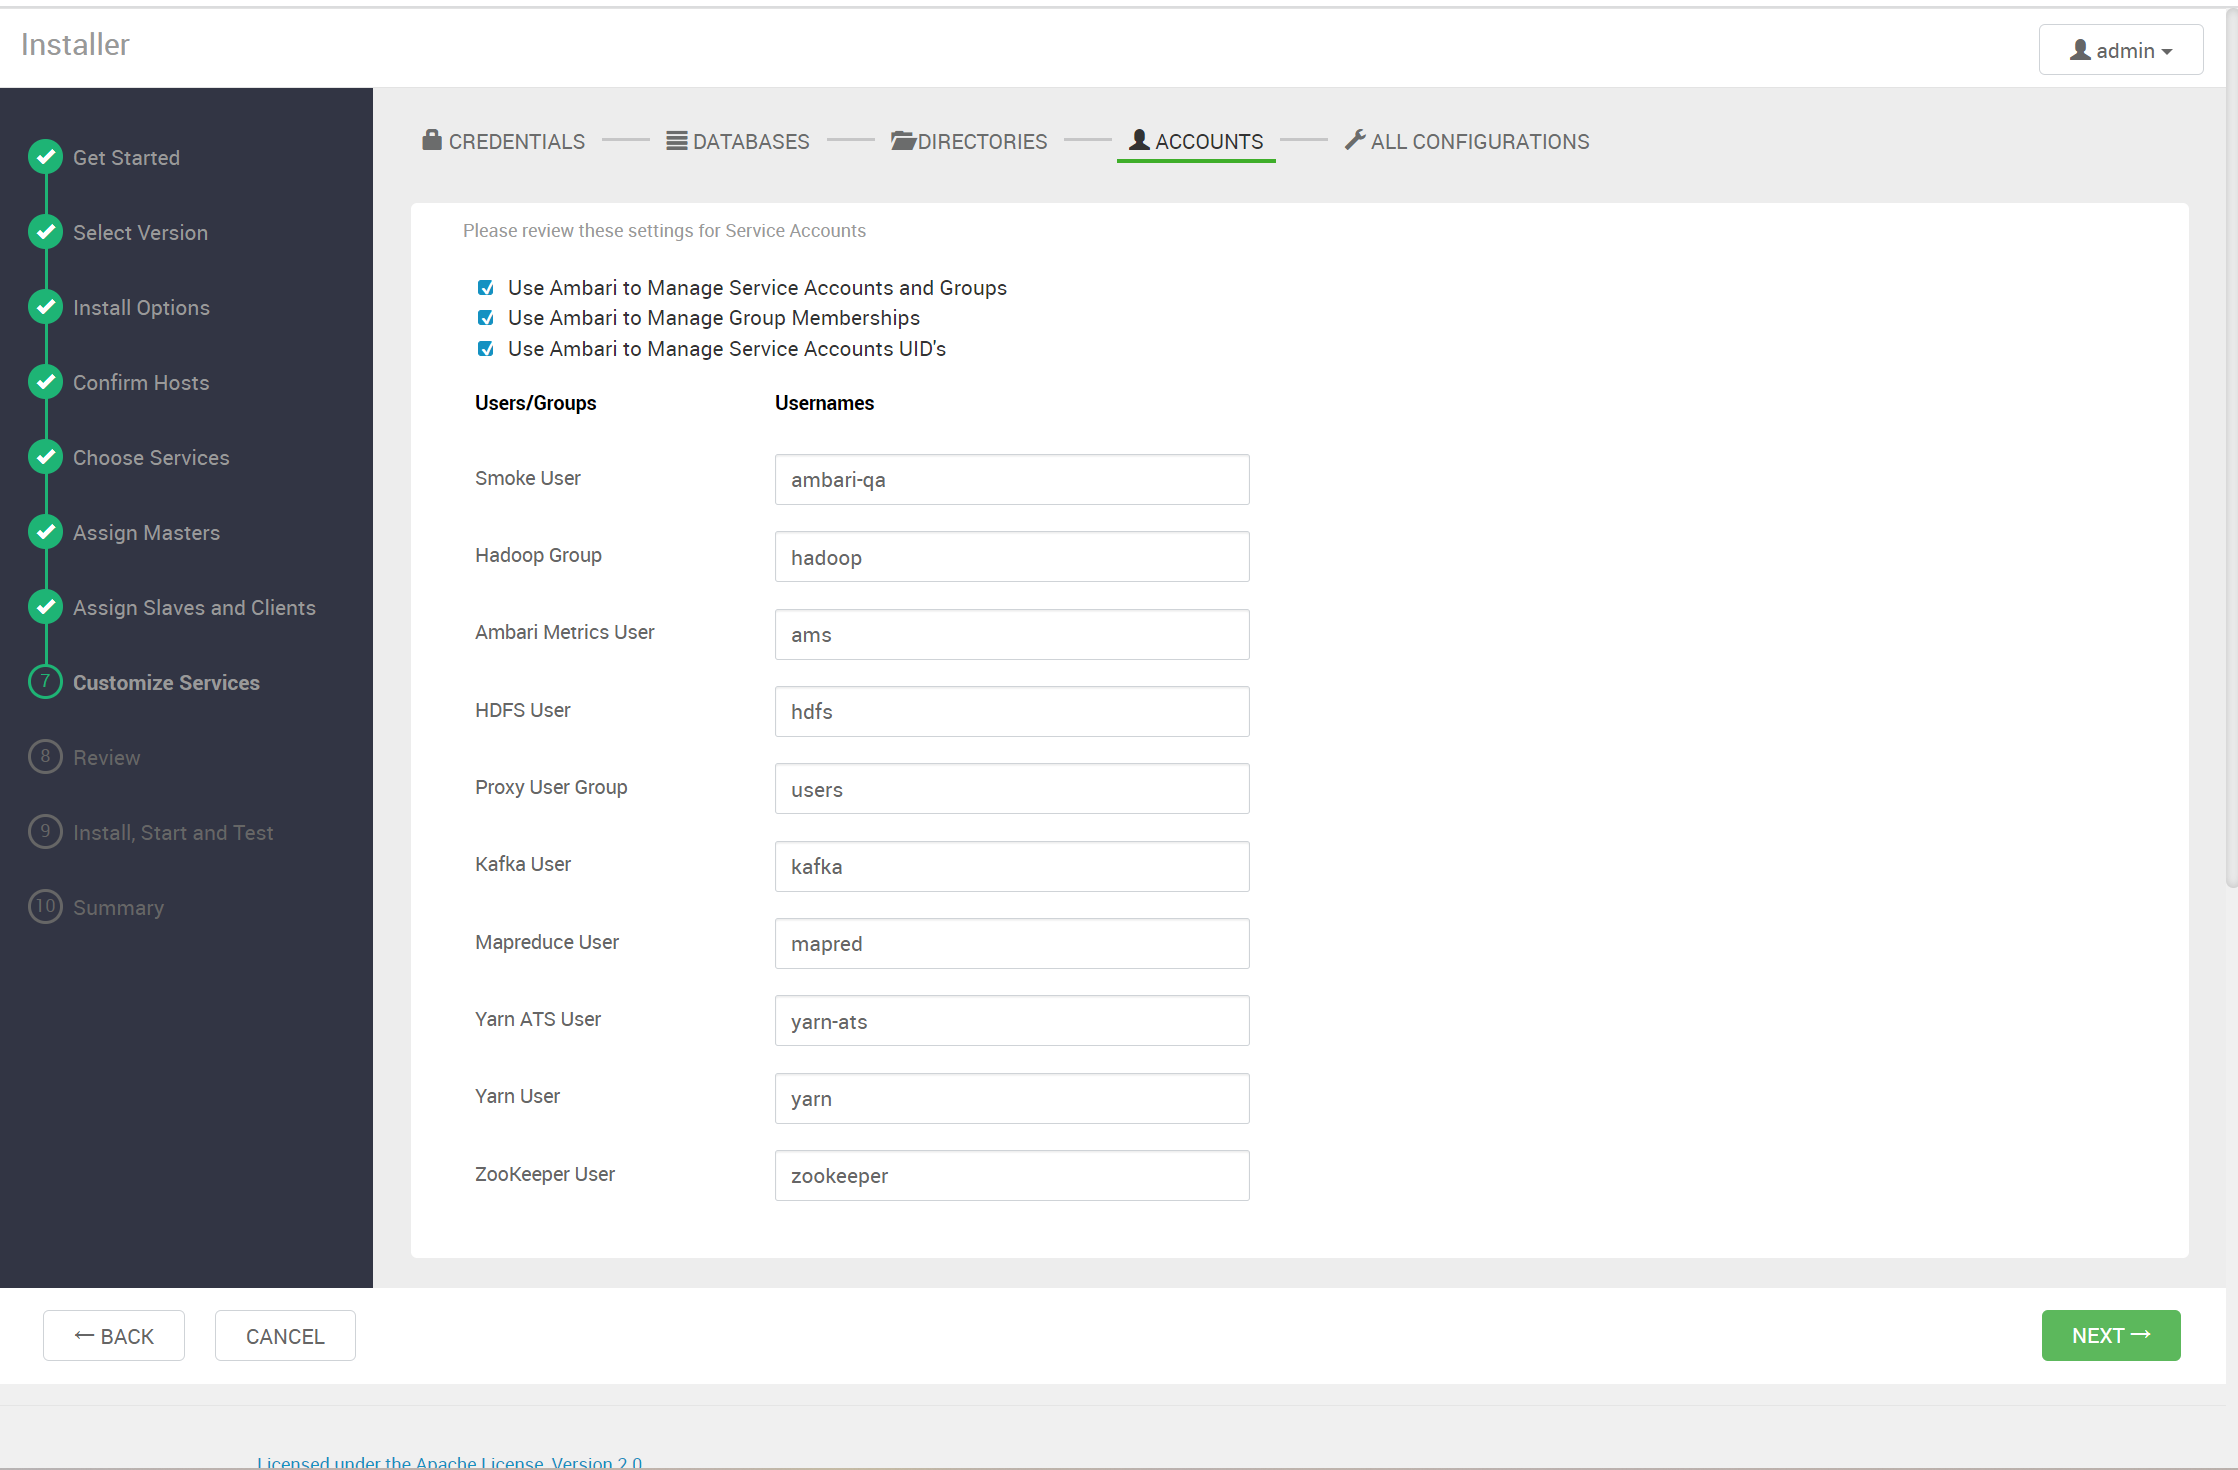 Installer
admin
Get Started
Select Version
Install Options
Confirm Hosts
Choose Services
Assign Masters
Assign Slaves and Clients
7 Customize Services
8 Review
9 Install, Start and Test
10 Summary
CREDENTIALS DATABASES DIRECTORIES ACCOUNTS ALL CONFIGURATIONS
Please review these settings for Service Accounts
Use Ambari to Manage Service Accounts and Groups
Use Ambari to Manage Group Memberships
Use Ambari to Manage Service Accounts UID's
Users/Groups Usernames
Smoke User ambari-qa
Hadoop Group hadoop
Ambari Metrics User ams
HDFS User hdfs
Proxy User Group users
Kafka User kafka
Mapreduce User mapred
Yarn ATS User yarn-ats
Yarn User yarn
ZooKeeper User zookeeper
← BACK CANCEL NEXT →
Licensed under the Apache License, Version 2.0